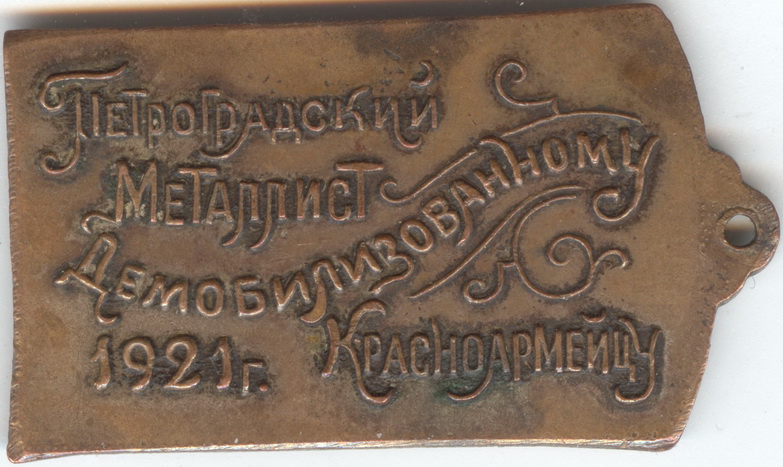 Петроградский
Металлист
Демобилизованному
Красноармейцу
1921 г.